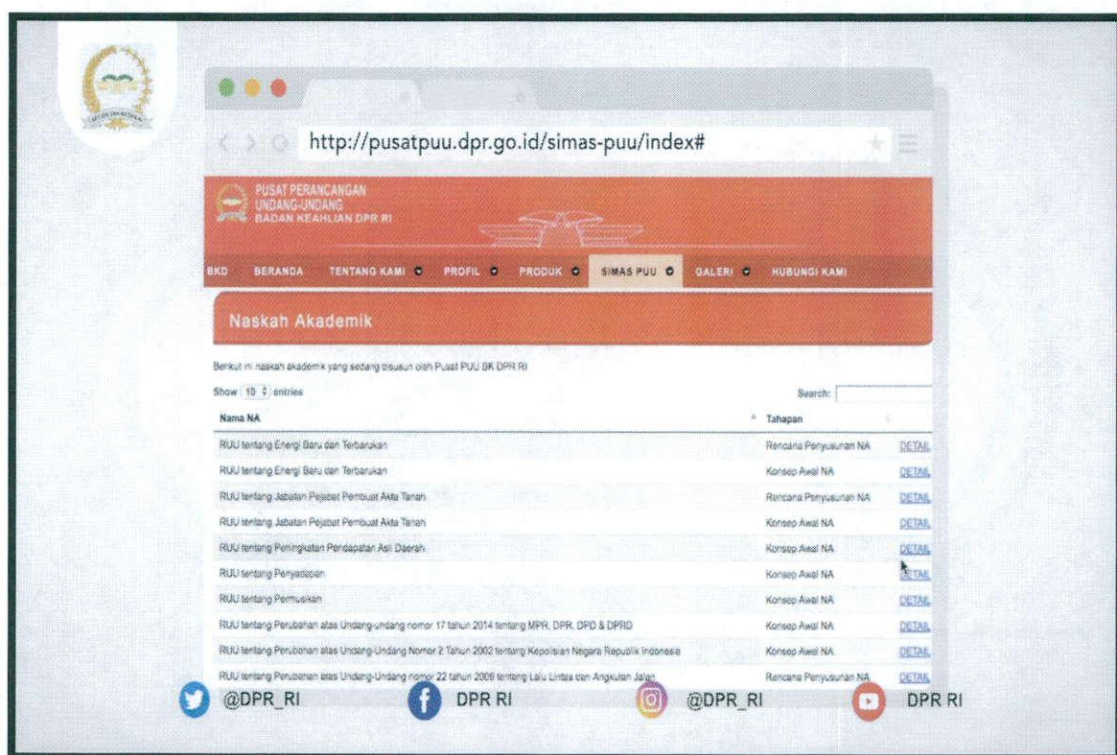 http://pusatpuu.dpr.go.id/simas-puu/index#
PUSAT PERANCANGAN
UNDANG-UNDANG
BADAN KEAHLIAN DPR RI
BKD BERANDA TENTANG KAMI PROFIL PRODUK SIMAS PUU GALERI HUBUNGI KAMI
Naskah Akademik
Berikut ini naskah akademik yang sedang disusun oleh Pusat PUU BK DPR RI
Show 10 entries Search:
Nama NA Tahapan
RUU tentang Energi Baru dan Terbarukan Rencana Penyusunan NA DETAIL
RUU tentang Energi Baru dan Terbarukan Konsep Awal NA DETAIL
RUU tentang Jabatan Pejabat Pembuat Akta Tanah Rencana Penyusunan NA DETAIL
RUU tentang Jabatan Pejabat Pembuat Akta Tanah Konsep Awal NA DETAIL
RUU tentang Peningkatan Pendapatan Asli Daerah Konsep Awal NA DETAIL
RUU tentang Penyadapan Konsep Awal NA DETAIL
RUU tentang Permusikan Konsep Awal NA DETAIL
RUU tentang Perubahan atas Undang-undang nomor 17 tahun 2014 tentang MPR, DPR, DPD & DPRD Konsep Awal NA DETAIL
RUU tentang Perubahan atas Undang-Undang Nomor 2 Tahun 2002 tentang Kepolisian Negara Republik Indonesia Konsep Awal NA DETAIL
RUU tentang Perubahan atas Undang-Undang nomor 22 tahun 2009 tentang Lalu Lintas dan Angkutan Jalan Rencana Penyusunan NA DETAIL
@DPR_RI DPR RI @DPR_RI DPR RI